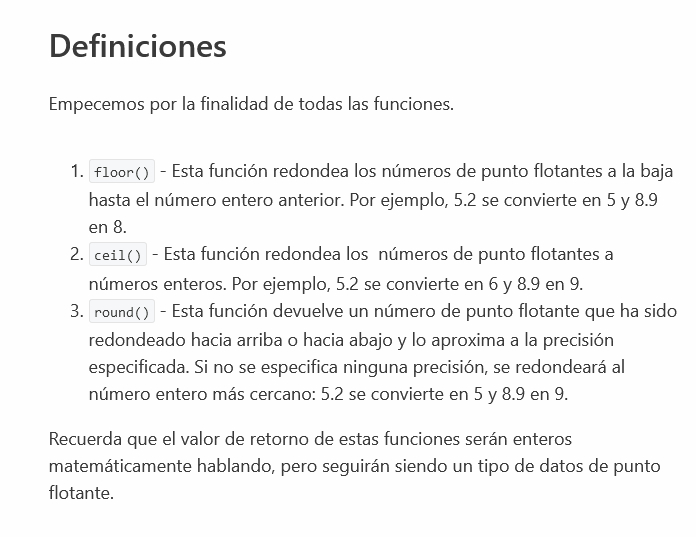 Definiciones
Empecemos por la finalidad de todas las funciones.
1. floor() - Esta función redondea los números de punto flotantes a la baja
hasta el número entero anterior. Por ejemplo, 5.2 se convierte en 5 y 8.9
en 8.
2. ceil() - Esta función redondea los  números de punto flotantes a
números enteros. Por ejemplo, 5.2 se convierte en 6 y 8.9 en 9.
3. round() - Esta función devuelve un número de punto flotante que ha sido
redondeado hacia arriba o hacia abajo y lo aproxima a la precisión
especificada. Si no se especifica ninguna precisión, se redondeará al
número entero más cercano: 5.2 se convierte en 5 y 8.9 en 9.
Recuerda que el valor de retorno de estas funciones serán enteros
matemáticamente hablando, pero seguirán siendo un tipo de datos de punto
flotante.